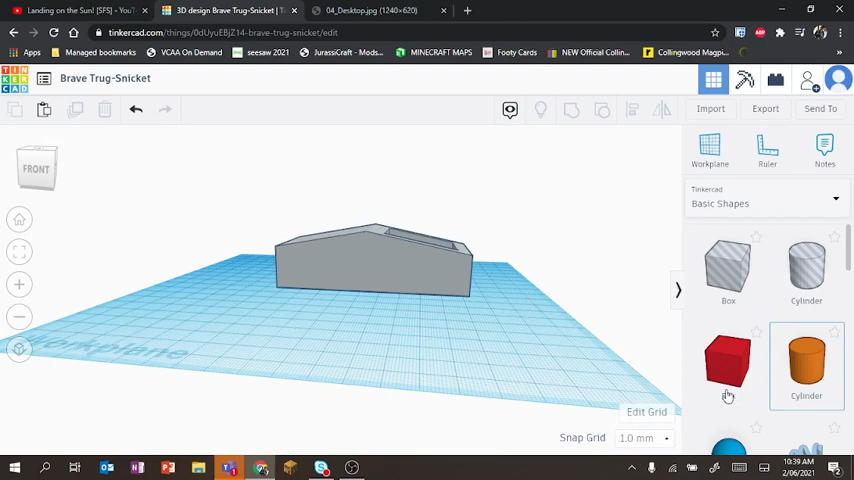 Landing on the Sun! [SFS] - YouT
3D design Brave Trug-Snicket | T
04_Desktop.jpg (1240×620)
tinkercad.com/things/0dUyuEBjZ14-brave-trug-snicket/edit
ABP
Apps
Managed bookmarks
VCAA On Demand
seesaw 2021
JurassiCraft - Mods...
MINECRAFT MAPS
Footy Cards
NEW Official Colling...
Collingwood Magpi...
TIN
KER
CAD
Brave Trug-Snicket
Import
Export
Send To
FRONT
Workplane
Ruler
Notes
Tinkercad
Basic Shapes
Box
Cylinder
Cylinder
Workplane
Edit Grid
Snap Grid
1.0 mm
10:39 AM
2/06/2021